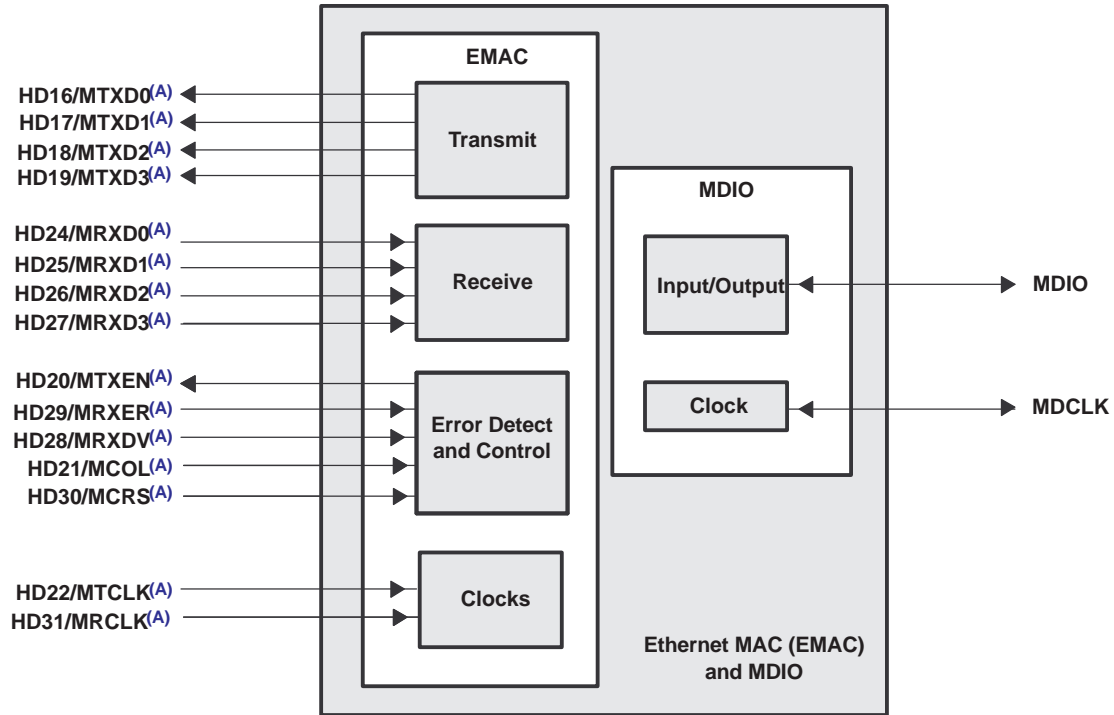 EMAC
HD16/MTXD0(A)
HD17/MTXD1(A)
HD18/MTXD2(A)
HD19/MTXD3(A)
Transmit
HD24/MRXD0(A)
HD25/MRXD1(A)
HD26/MRXD2(A)
HD27/MRXD3(A)
Receive
HD20/MTXEN(A)
HD29/MRXER(A)
HD28/MRXDV(A)
HD21/MCOL(A)
HD30/MCRS(A)
Error Detect
and Control
HD22/MTCLK(A)
HD31/MRCLK(A)
Clocks
MDIO
Input/Output
MDIO
Clock
MDCLK
Ethernet MAC (EMAC)
and MDIO